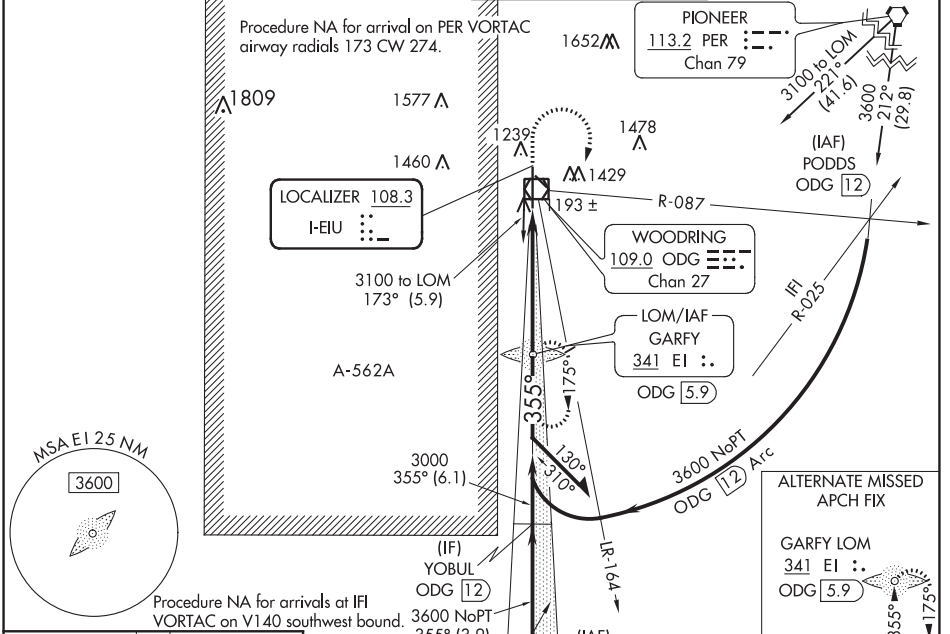 Procedure NA for arrival on PER VORTAC
airway radials 173 CW 274.
PIONEER
113.2 PER
Chan 79
1652
3100 to LOM
221°
(41.6)
3600
212°
(29.8)
1809
1577
1239
1478
1460
1429
(IAF)
PODDS
ODG 12
LOCALIZER 108.3
I-EIU
1193 ±
R-087
WOODRING
109.0 ODG
Chan 27
3100 to LOM
173° (5.9)
IFI
R-025
LOM/IAF
GARFY
341 EI
ODG 5.9
A-562A
355°
175°
MSA EI 25 NM
3600
3000
355° (6.1)
130°
310°
3600 NoPT
ODG 12 Arc
ALTERNATE MISSED
APCH FIX
GARFY LOM
341 EI
ODG 5.9
355°
175°
(IF)
YOBUL
ODG 12
LR-164
Procedure NA for arrivals at IFI
VORTAC on V140 southwest bound.
3600 NoPT
355° (3.9)
(IAF)